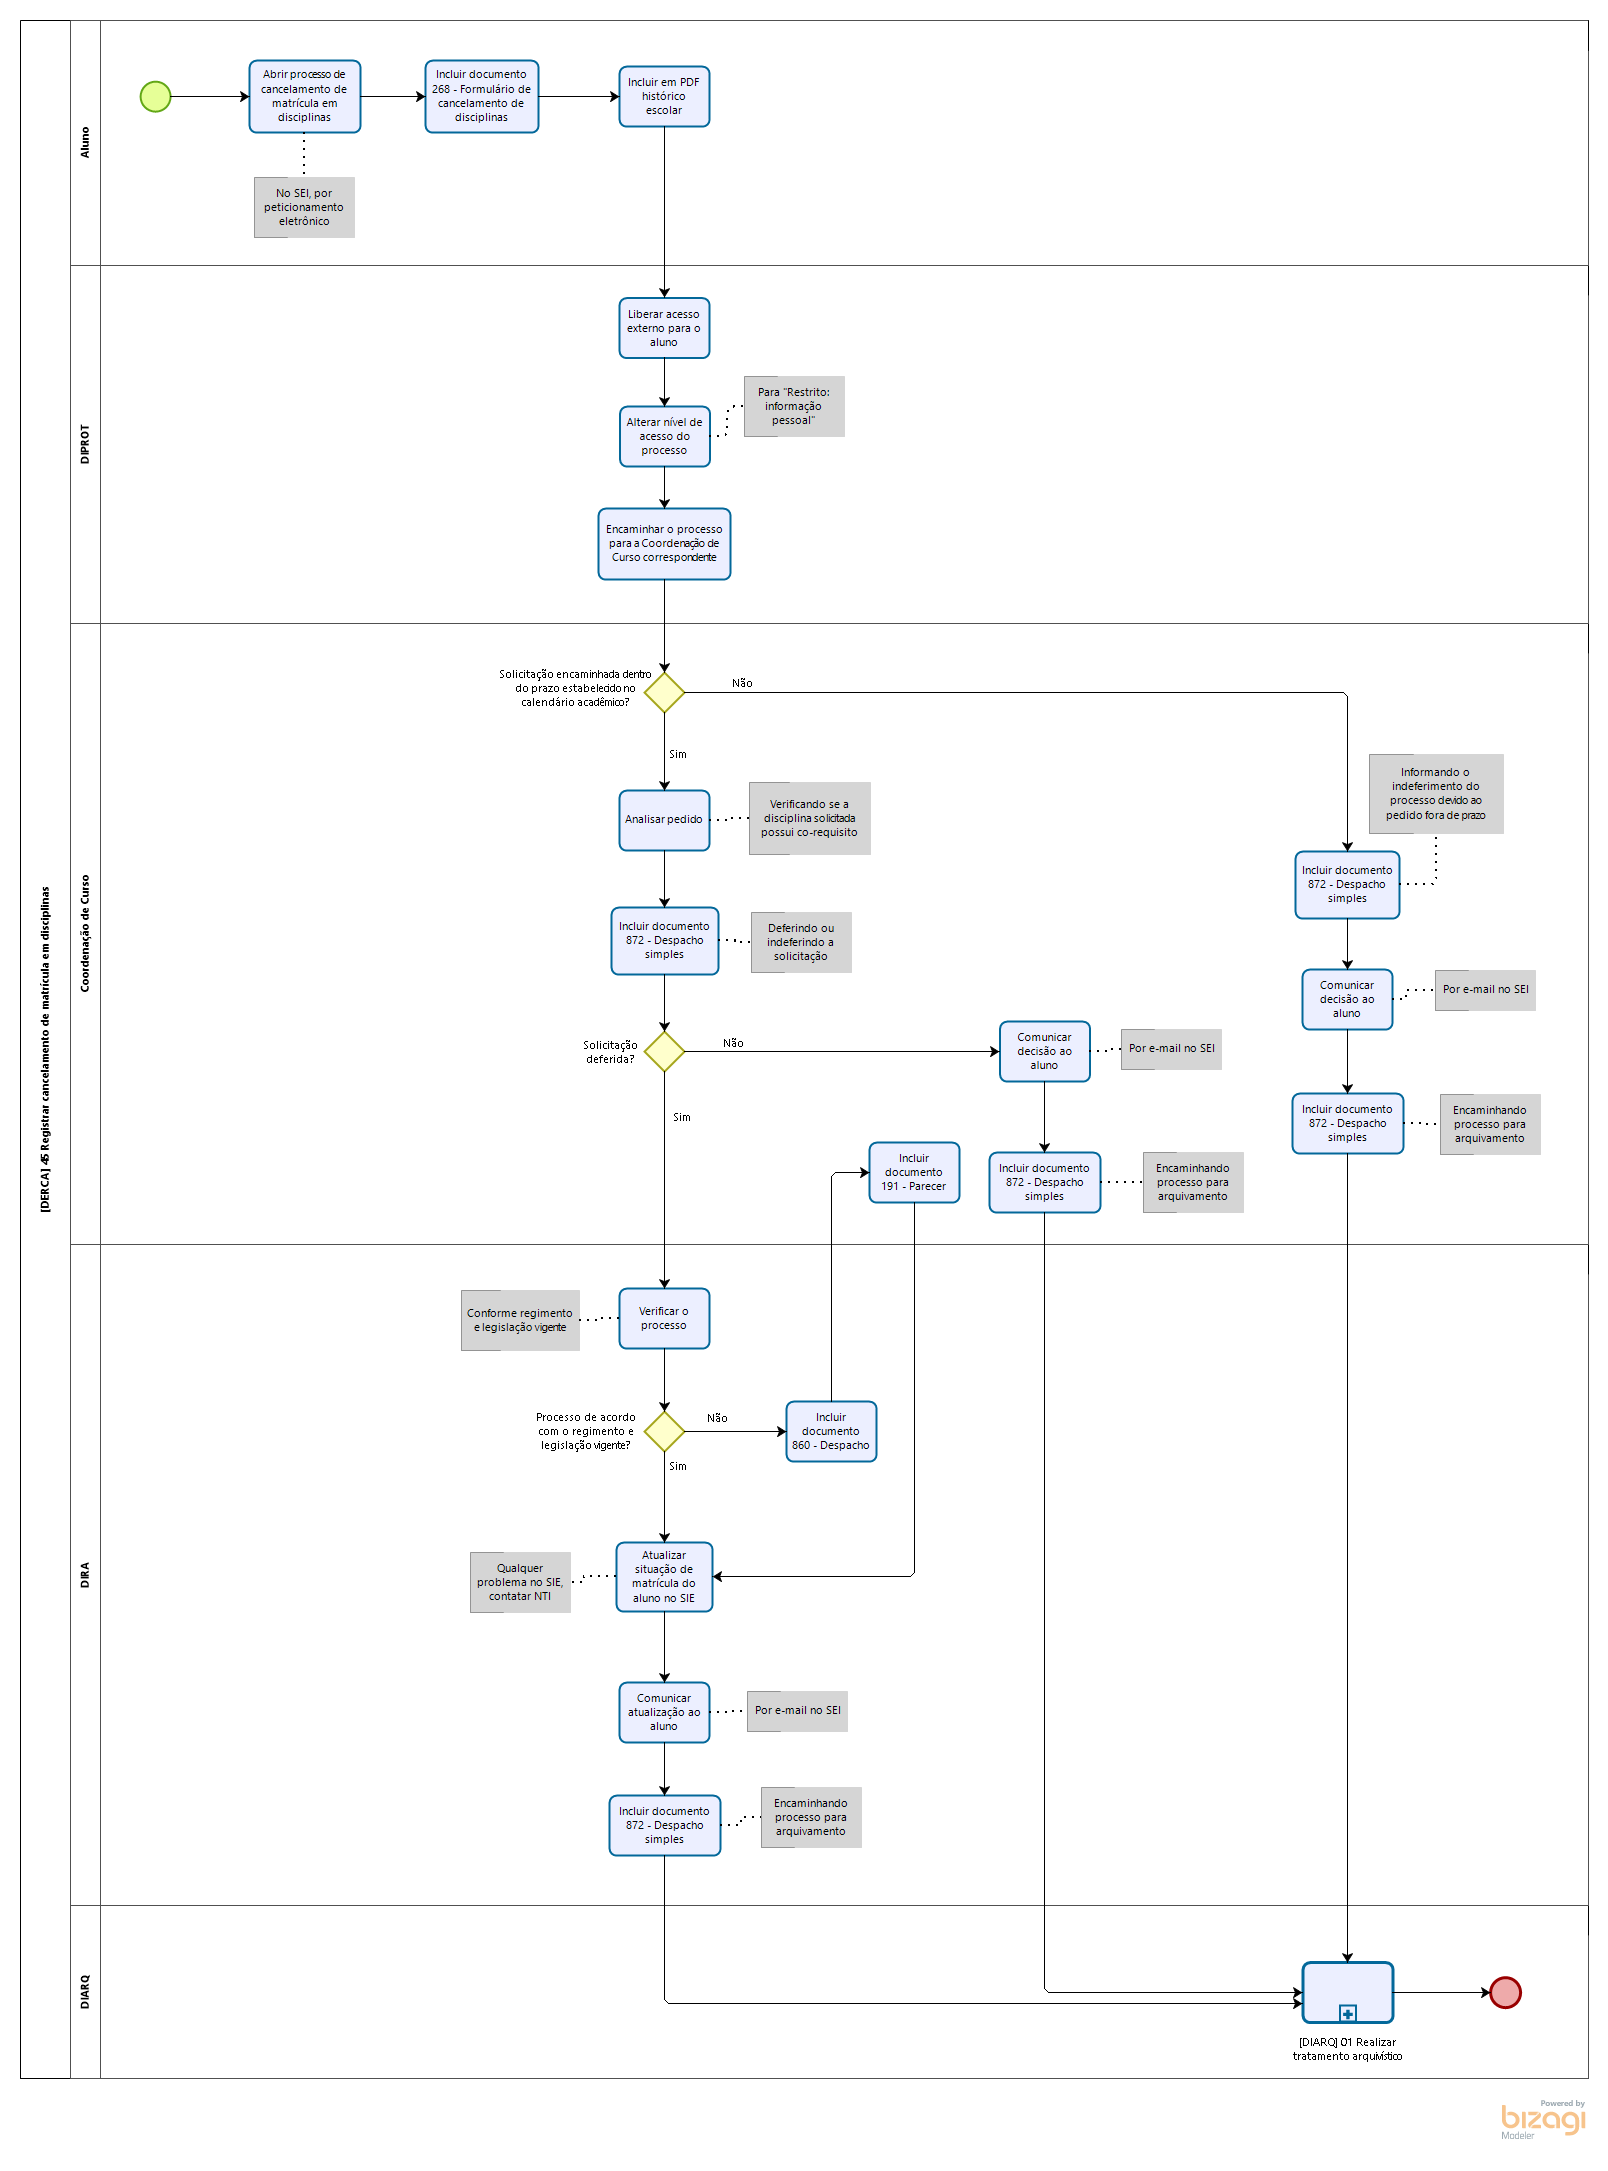 [DERCA] 45 Registrar cancelamento de matrícula em disciplinas
Aluno
Abrir processo de
cancelamento de
matrícula em
disciplinas
Incluir documento
268 - Formulário de
cancelamento de
disciplinas
Incluir em PDF
histórico
escolar
No SEI, por
peticionamento
eletrônico
DIPROT
Liberar acesso
externo para o
aluno
Alterar nível de
acesso do
processo
Para "Restrito:
informação
pessoal"
Encaminhar o processo
para a Coordenação de
Curso correspondente
Coordenação de Curso
Solicitação encaminhada dentro
do prazo estabelecido no
calendário acadêmico?
Não
Sim
Analisar pedido
Verificando se a
disciplina solicitada
possui co-requisito
Informando o
indeferimento do
processo devido ao
pedido fora de prazo
Incluir documento
872 - Despacho
simples
Incluir documento
872 - Despacho
simples
Deferindo ou
indeferindo a
solicitação
Comunicar
decisão ao
aluno
Por e-mail no SEI
Solicitação
deferida?
Não
Sim
Comunicar
decisão ao
aluno
Por e-mail no SEI
Incluir documento
872 - Despacho
simples
Encaminhando
processo para
arquivamento
Incluir
documento
191 - Parecer
Incluir documento
872 - Despacho
simples
Encaminhando
processo para
arquivamento
DIRA
Conforme regimento
e legislação vigente
Verificar o
processo
Processo de acordo
com o regimento e
legislação vigente?
Não
Sim
Incluir
documento
860 - Despacho
Qualquer
problema no SIE,
contatar NTI
Atualizar
situação de
matrícula do
aluno no SIE
Comunicar
atualização ao
aluno
Por e-mail no SEI
Incluir documento
872 - Despacho
simples
Encaminhando
processo para
arquivamento
DIARQ
[DIARQ] 01 Realizar
tratamento arquivístico
Powered by
bizagi
Modeler